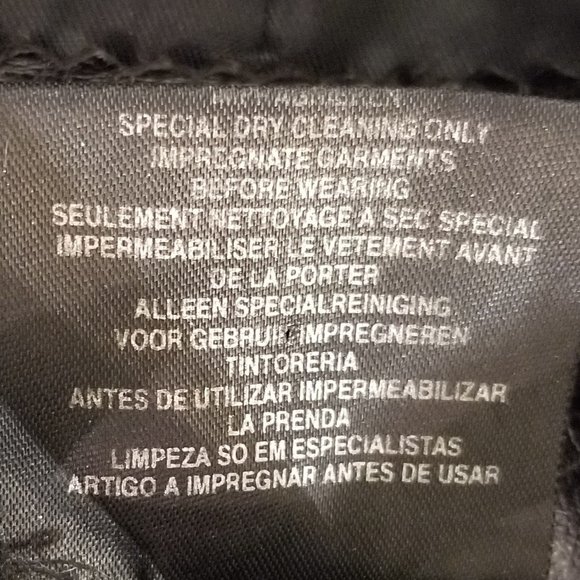 SPECIAL DRY CLEANING ONLY
IMPREGNATE GARMENTS
BEFORE WEARING
SEULEMENT NETTOYAGE A SEC SPECIAL
IMPERMEABILISER LE VETEMENT AVANT
DE LA PORTER
ALLEEN SPECIALREINIGING
VOOR GEBRUIK IMPREGNEREN
TINTORERIA
ANTES DE UTILIZAR IMPERMEABILIZAR
LA PRENDA
LIMPEZA SO EM ESPECIALISTAS
ARTIGO A IMPREGNAR ANTES DE USAR